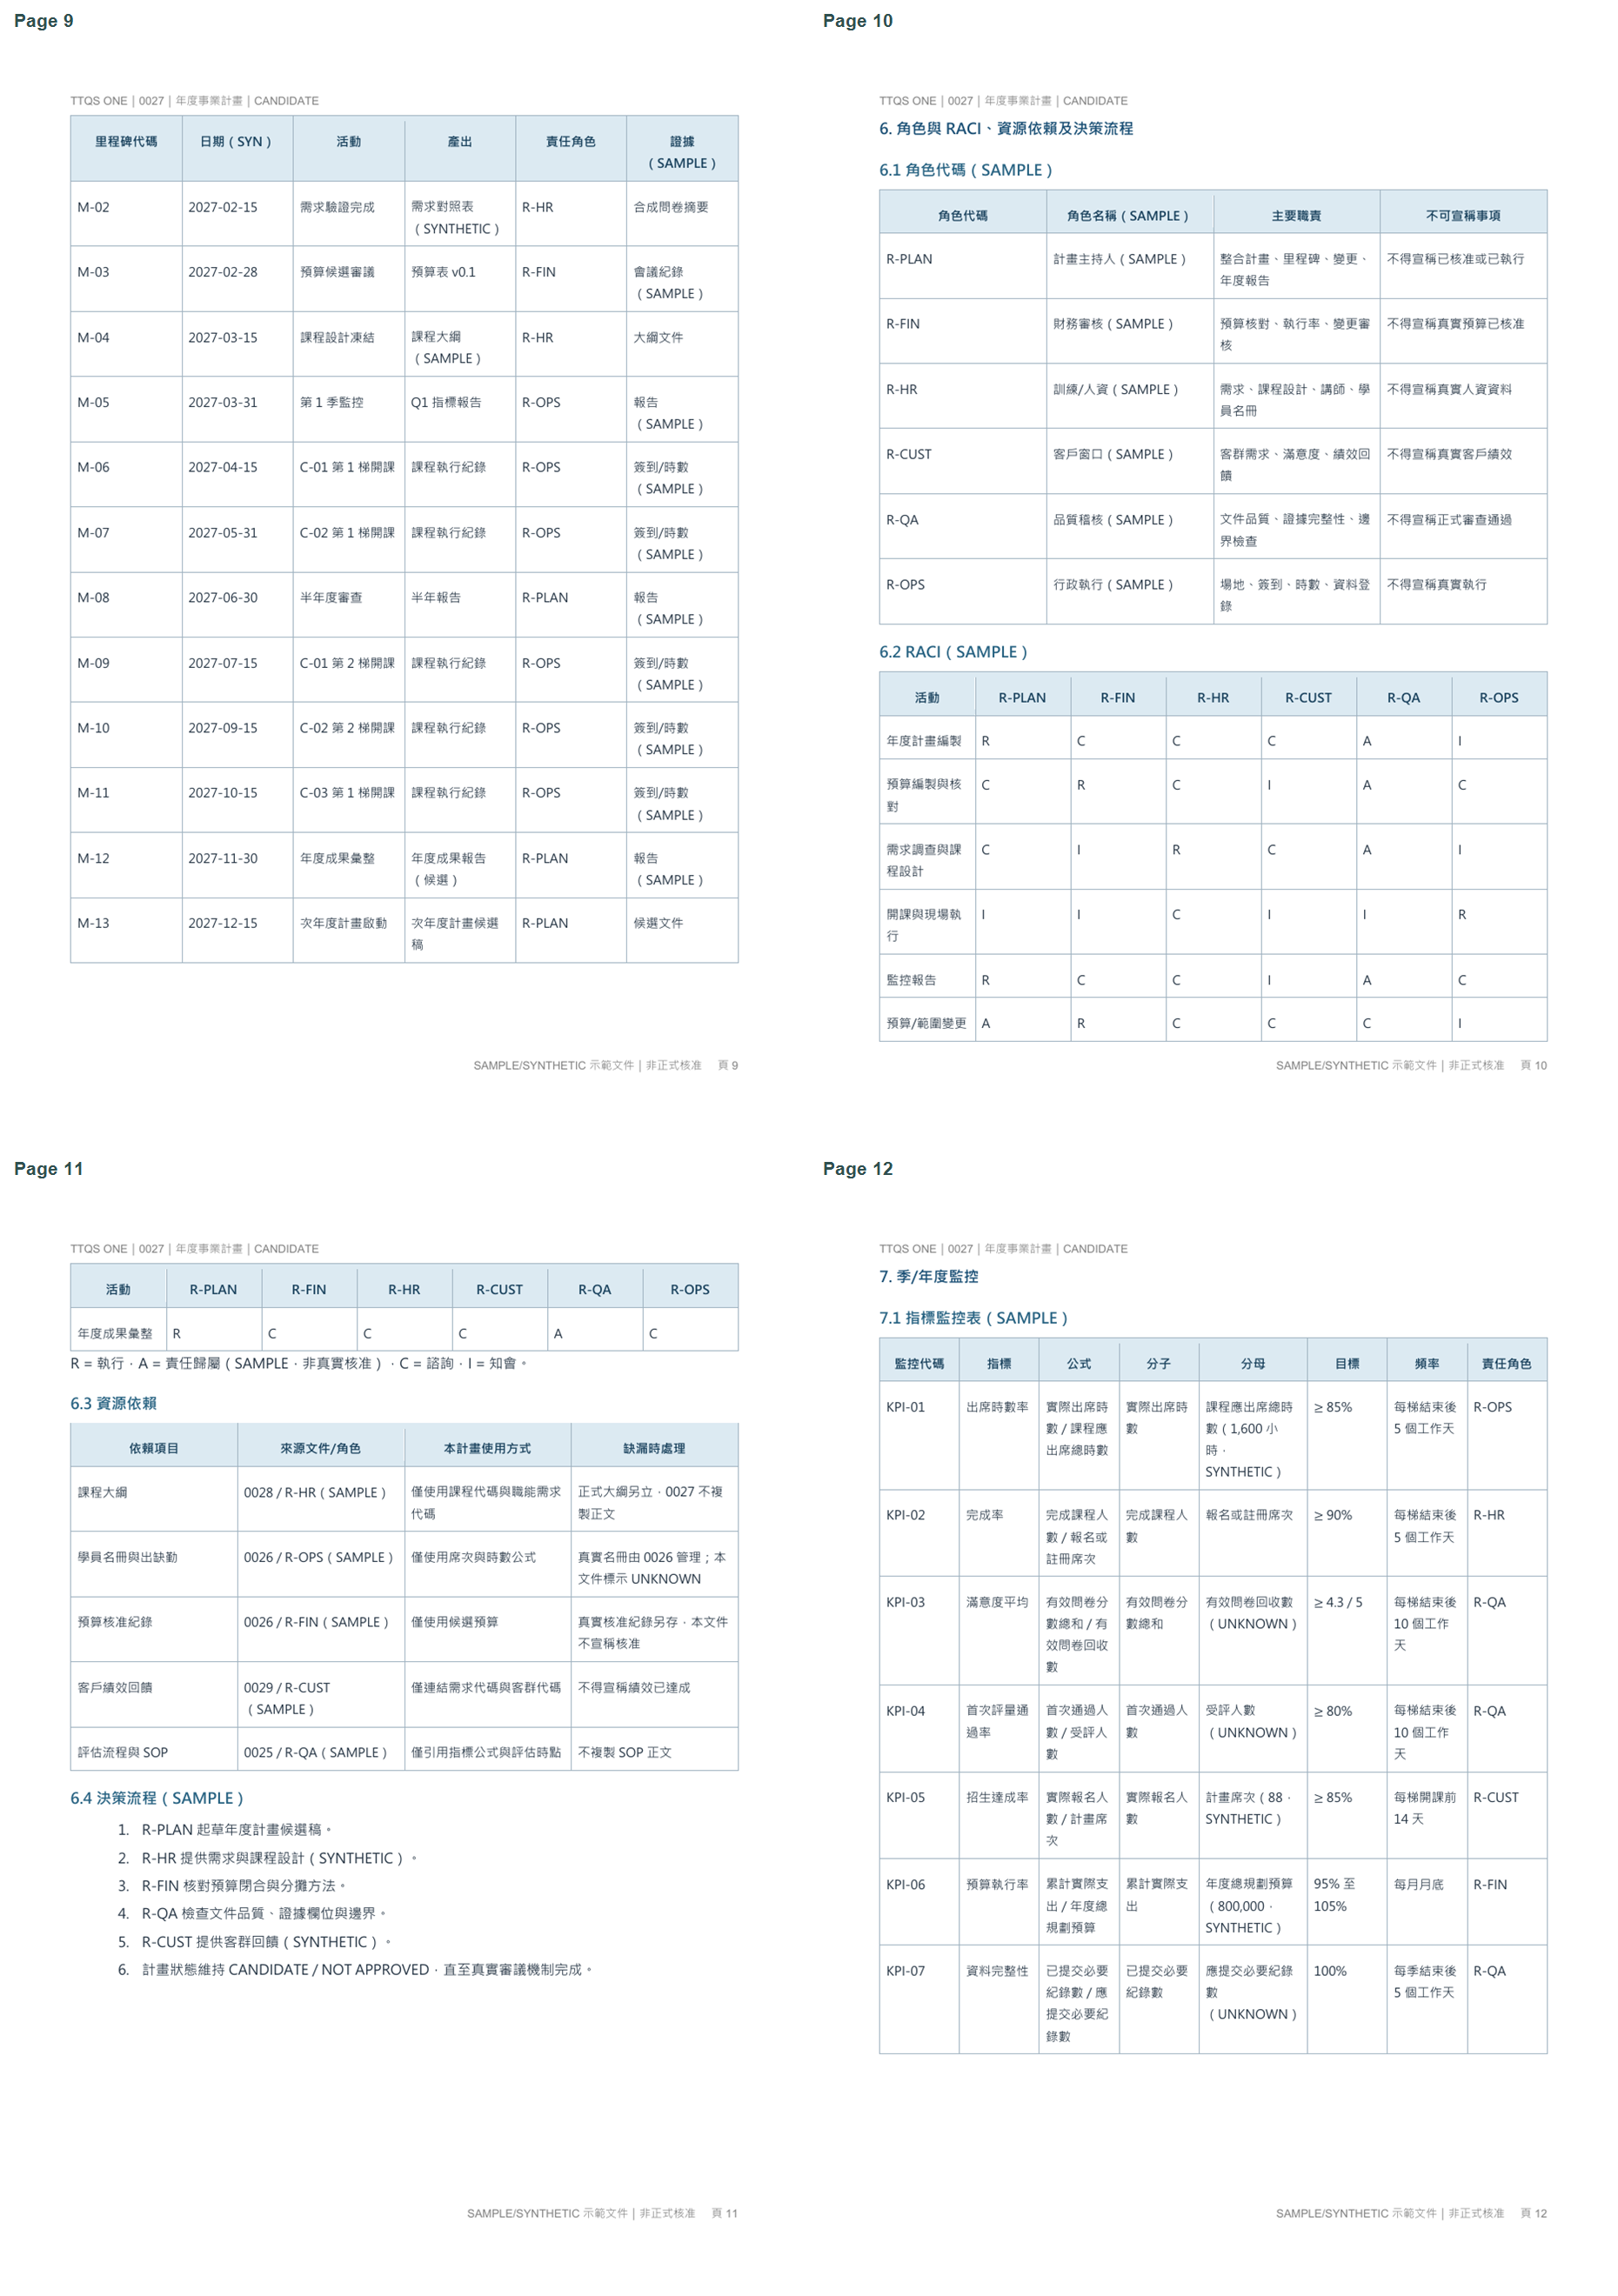 Page 9
TTQS ONE | 0027 | 年度事業計畫 | CANDIDATE
里程碑代碼 日期（SYN） 活動 產出 責任角色 證據（SAMPLE）
M-02 2027-02-15 需求驗證完成 需求對照表（SYNTHETIC） R-HR 合成問卷摘要
M-03 2027-02-28 預算候選審議 預算表 v0.1 R-FIN 會議紀錄（SAMPLE）
M-04 2027-03-15 課程設計凍結 課程大綱（SAMPLE） R-HR 大綱文件
M-05 2027-03-31 第 1 季監控 Q1 指標報告 R-OPS 報告（SAMPLE）
M-06 2027-04-15 C-01 第 1 梯開課 課程執行紀錄 R-OPS 簽到/時數（SAMPLE）
M-07 2027-05-31 C-02 第 1 梯開課 課程執行紀錄 R-OPS 簽到/時數（SAMPLE）
M-08 2027-06-30 半年度審查 半年報告 R-PLAN 報告（SAMPLE）
M-09 2027-07-15 C-01 第 2 梯開課 課程執行紀錄 R-OPS 簽到/時數（SAMPLE）
M-10 2027-09-15 C-02 第 2 梯開課 課程執行紀錄 R-OPS 簽到/時數（SAMPLE）
M-11 2027-10-15 C-03 第 1 梯開課 課程執行紀錄 R-OPS 簽到/時數（SAMPLE）
M-12 2027-11-30 年度成果彙整 年度成果報告（候選） R-PLAN 報告（SAMPLE）
M-13 2027-12-15 次年度計畫啟動 次年度計畫候選稿 R-PLAN 候選文件
SAMPLE/SYNTHETIC 示範文件 | 非正式核准 頁 9
Page 10
TTQS ONE | 0027 | 年度事業計畫 | CANDIDATE
6. 角色與 RACI、資源依賴及決策流程
6.1 角色代碼（SAMPLE）
角色代碼 角色名稱（SAMPLE） 主要職責 不可宣稱事項
R-PLAN 計畫主持人（SAMPLE） 整合計畫、里程碑、變更、年度報告 不得宣稱已核准或已執行
R-FIN 財務審核（SAMPLE） 預算核對、執行率、變更審核 不得宣稱真實預算已核准
R-HR 訓練/人資（SAMPLE） 需求、課程設計、講師、學員名冊 不得宣稱真實人資資料
R-CUST 客戶窗口（SAMPLE） 客群需求、滿意度、績效回饋 不得宣稱真實客戶績效
R-QA 品質稽核（SAMPLE） 文件品質、證據完整性、邊界檢查 不得宣稱正式審查通過
R-OPS 行政執行（SAMPLE） 場地、簽到、時數、資料登錄 不得宣稱真實執行
6.2 RACI（SAMPLE）
活動 R-PLAN R-FIN R-HR R-CUST R-QA R-OPS
年度計畫編製 R C C C A I
預算編製與核對 C R C I A C
需求調查與課程設計 C I R C A I
開課與現場執行 I I C I I R
監控報告 R C C I A C
預算/範圍變更 A R C C C I
SAMPLE/SYNTHETIC 示範文件 | 非正式核准 頁 10
Page 11
TTQS ONE | 0027 | 年度事業計畫 | CANDIDATE
活動 R-PLAN R-FIN R-HR R-CUST R-QA R-OPS
年度成果彙整 R C C C A C
R = 執行，A = 責任歸屬（SAMPLE，非真實核准），C = 諮詢，I = 知會。
6.3 資源依賴
依賴項目 來源文件/角色 本計畫使用方式 缺漏時處理
課程大綱 0028 / R-HR（SAMPLE） 僅使用課程代碼與職能需求代碼 正式大綱另立，0027 不複製正文
學員名冊與出缺勤 0026 / R-OPS（SAMPLE） 僅使用席次與時數公式 真實名冊由 0026 管理；本文件標示 UNKNOWN
預算核准紀錄 0026 / R-FIN（SAMPLE） 僅使用候選預算 真實核准紀錄另存，本文件不宣稱核准
客戶績效回饋 0029 / R-CUST（SAMPLE） 僅連結需求代碼與客群代碼 不得宣稱績效已達成
評估流程與 SOP 0025 / R-QA（SAMPLE） 僅引用指標公式與評估時點 不複製 SOP 正文
6.4 決策流程（SAMPLE）
1. R-PLAN 起草年度計畫候選稿。
2. R-HR 提供需求與課程設計（SYNTHETIC）。
3. R-FIN 核對預算閉合與分攤方法。
4. R-QA 檢查文件品質、證據欄位與邊界。
5. R-CUST 提供客群回饋（SYNTHETIC）。
6. 計畫狀態維持 CANDIDATE / NOT APPROVED，直至真實審議機制完成。
SAMPLE/SYNTHETIC 示範文件 | 非正式核准 頁 11
Page 12
TTQS ONE | 0027 | 年度事業計畫 | CANDIDATE
7. 季/年度監控
7.1 指標監控表（SAMPLE）
監控代碼 指標 公式 分子 分母 目標 頻率 責任角色
KPI-01 出席時數率 實際出席時數 / 課程應出席總時數 實際出席時數 課程應出席總時數（1,600 小時，SYNTHETIC） ≥ 85% 每梯結束後 5 個工作天 R-OPS
KPI-02 完成率 完成課程人數 / 報名或註冊席次 完成課程人數 報名或註冊席次 ≥ 90% 每梯結束後 5 個工作天 R-HR
KPI-03 滿意度平均 有效問卷分數總和 / 有效問卷回收數 有效問卷分數總和 有效問卷回收數（UNKNOWN） ≥ 4.3 / 5 每梯結束後 10 個工作天 R-QA
KPI-04 首次評量通過率 首次通過人數 / 受評人數 首次通過人數 受評人數（UNKNOWN） ≥ 80% 每梯結束後 10 個工作天 R-QA
KPI-05 招生達成率 實際報名人數 / 計畫席次 實際報名人數 計畫席次（88，SYNTHETIC） ≥ 85% 每梯開課前 14 天 R-CUST
KPI-06 預算執行率 累計實際支出 / 年度總規劃預算 累計實際支出 年度總規劃預算（800,000，SYNTHETIC） 95% 至 105% 每月月底 R-FIN
KPI-07 資料完整性 已提交必要紀錄數 / 應提交必要紀錄數 已提交必要紀錄數 應提交必要紀錄數（UNKNOWN） 100% 每季結束後 5 個工作天 R-QA
SAMPLE/SYNTHETIC 示範文件 | 非正式核准 頁 12